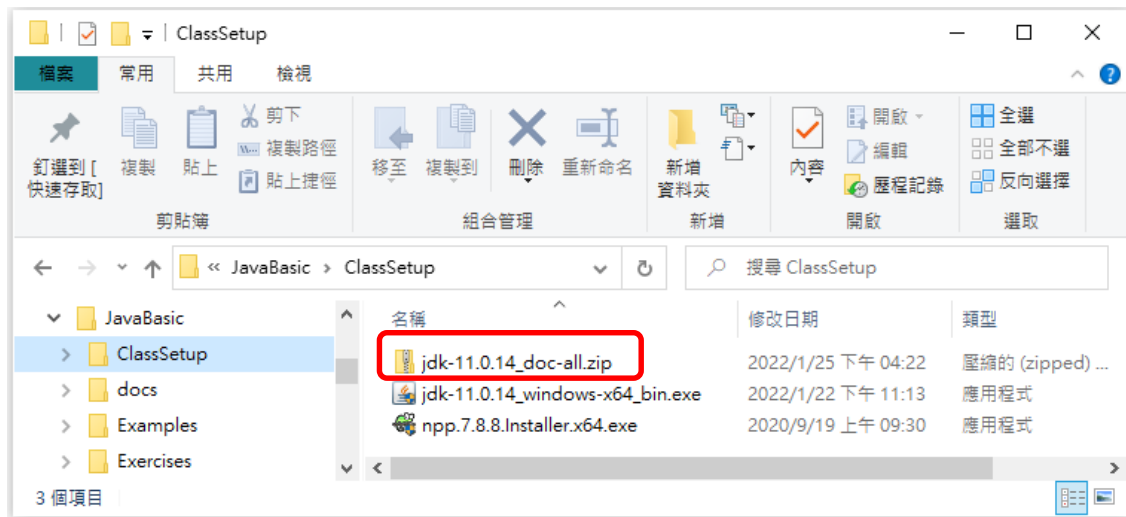 ClassSetup
檔案 常用 共用 檢視
釘選到 [
快速存取]
複製
貼上
剪下
複製路徑
貼上捷徑
剪貼簿
移至
複製到
刪除
重新命名
組合管理
新增
資料夾
新增
內容
開啟
編輯
歷程記錄
開啟
全選
全部不選
反向選擇
選取
« JavaBasic › ClassSetup
搜尋 ClassSetup
JavaBasic
ClassSetup
docs
Examples
Exercises
名稱 修改日期 類型
jdk-11.0.14_doc-all.zip 2022/1/25 下午 04:22 壓縮的 (zipped) ...
jdk-11.0.14_windows-x64_bin.exe 2022/1/22 下午 11:13 應用程式
npp.7.8.8.Installer.x64.exe 2020/9/19 上午 09:30 應用程式
3 個項目